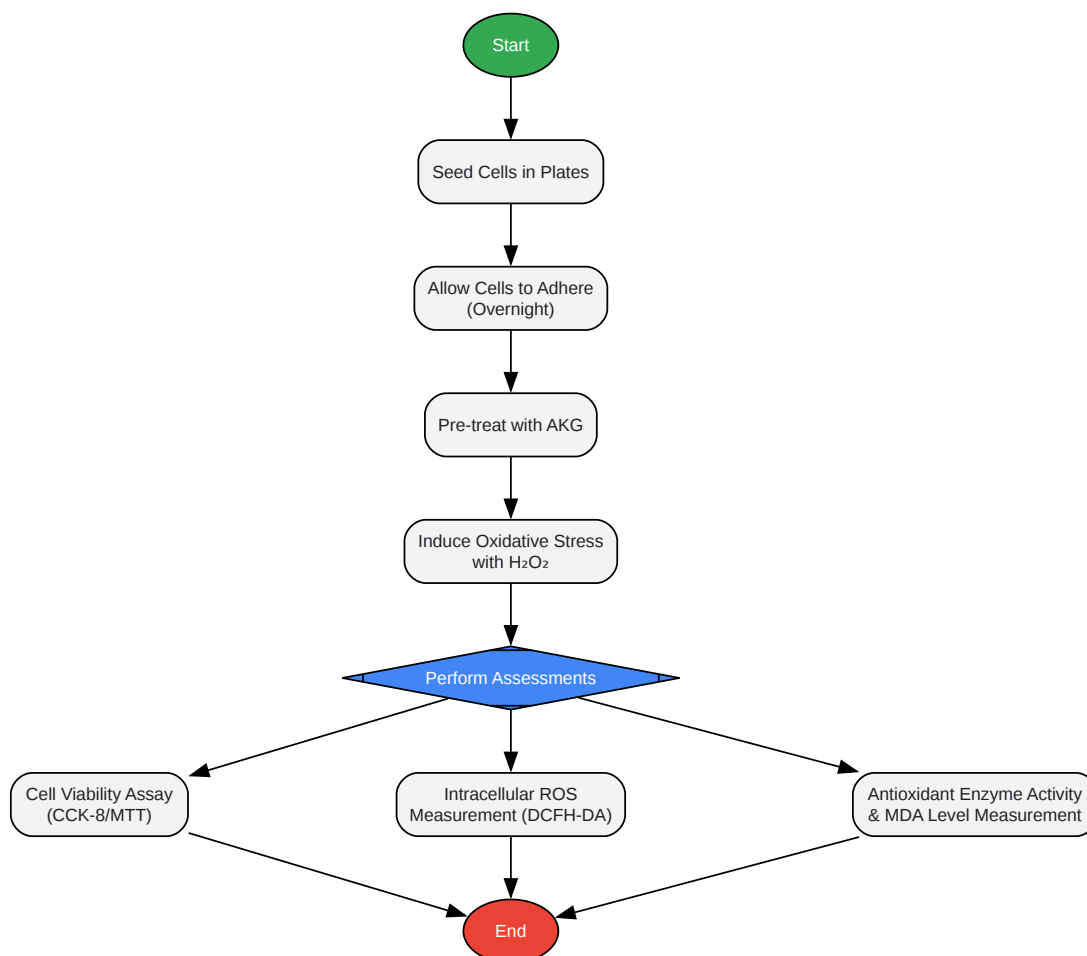 Start
Seed Cells in Plates
Allow Cells to Adhere
(Overnight)
Pre-treat with AKG
Induce Oxidative Stress
with H₂O₂
Perform Assessments
Cell Viability Assay
(CCK-8/MTT)
Intracellular ROS
Measurement (DCFH-DA)
Antioxidant Enzyme Activity
& MDA Level Measurement
End